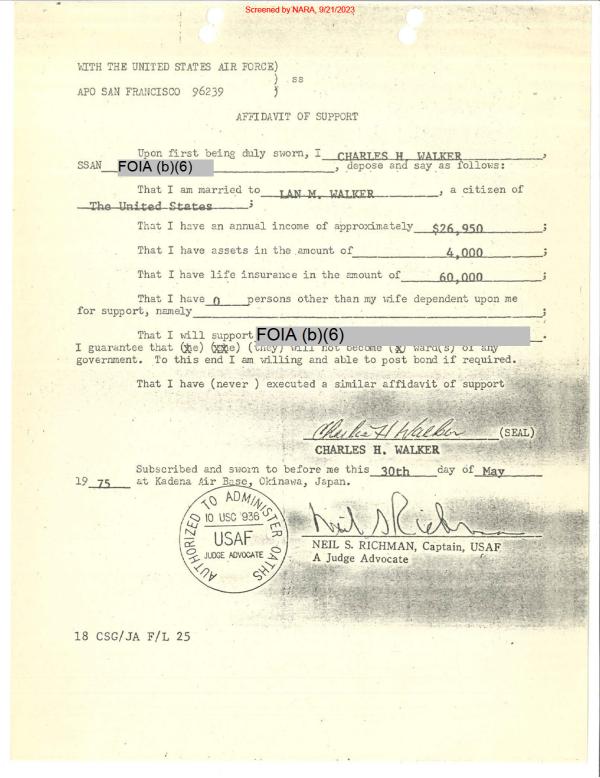 Screened by NARA, 9/21/2023
WITH THE UNITED STATES AIR FORCE)
) ss
APO SAN FRANCISCO 96239 )
AFFIDAVIT OF SUPPORT
Upon first being duly sworn, I CHARLES H. WALKER,
SSAN FOIA (b)(6), depose and say as follows:
That I am married to LAN M. WALKER, a citizen of
The United States;
That I have an annual income of approximately $26,950;
That I have assets in the amount of 4,000;
That I have life insurance in the amount of 60,000;
That I have 0 persons other than my wife dependent upon me
for support, namely ;
That I will support FOIA (b)(6).
I guarantee that (he) (she) (they) will not become (a) ward(s) of any
government. To this end I am willing and able to post bond if required.
That I have (never ) executed a similar affidavit of support
Charles H Walker (SEAL)
CHARLES H. WALKER
Subscribed and sworn to before me this 30th day of May
19 75 at Kadena Air Base, Okinawa, Japan.
AUTHORIZED TO ADMINISTER OATHS
10 USC 936
USAF
JUDGE ADVOCATE
Neil S Richman
NEIL S. RICHMAN, Captain, USAF
A Judge Advocate
18 CSG/JA F/L 25